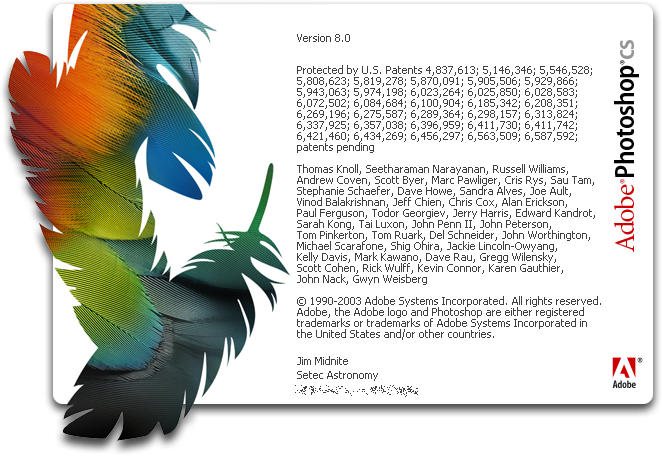 Version 8.0
Protected by U.S. Patents 4,837,613; 5,146,346; 5,546,528;
5,808,623; 5,819,278; 5,870,091; 5,905,506; 5,929,866;
5,943,063; 5,974,198; 6,023,264; 6,025,850; 6,028,583;
6,072,502; 6,084,684; 6,100,904; 6,185,342; 6,208,351;
6,269,196; 6,275,587; 6,289,364; 6,298,157; 6,313,824;
6,337,925; 6,357,038; 6,396,959; 6,411,730; 6,411,742;
6,421,460; 6,434,269; 6,456,297; 6,563,509; 6,587,592;
patents pending
Thomas Knoll, Seetharaman Narayanan, Russell Williams,
Andrew Coven, Scott Byer, Marc Pawliger, Cris Rys, Sau Tam,
Stephanie Schaefer, Dave Howe, Sandra Alves, Joe Ault,
Vinod Balakrishnan, Jeff Chien, Chris Cox, Alan Erickson,
Paul Ferguson, Todor Georgiev, Jerry Harris, Edward Kandrot,
Sarah Kong, Tai Luxon, John Penn II, John Peterson,
Tom Pinkerton, Tom Ruark, Del Schneider, John Worthington,
Michael Scarafone, Shig Ohira, Jackie Lincoln-Owyang,
Kelly Davis, Mark Kawano, Dave Rau, Gregg Wilensky,
Scott Cohen, Rick Wulff, Kevin Connor, Karen Gauthier,
John Nack, Gwyn Weisberg
© 1990-2003 Adobe Systems Incorporated. All rights reserved.
Adobe, the Adobe logo and Photoshop are either registered
trademarks or trademarks of Adobe Systems Incorporated in
the United States and/or other countries.
Jim Midnite
Setec Astronomy
Adobe® Photoshop® CS
Adobe®